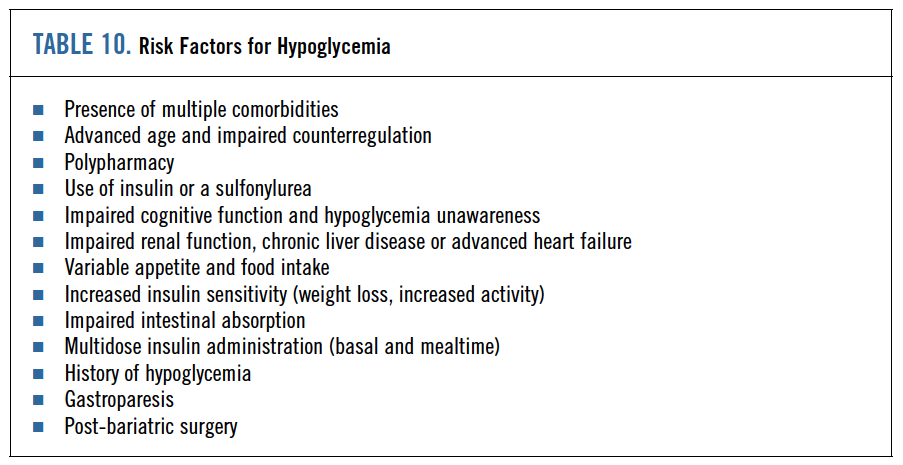 TABLE 10. Risk Factors for Hypoglycemia
■ Presence of multiple comorbidities
■ Advanced age and impaired counterregulation
■ Polypharmacy
■ Use of insulin or a sulfonylurea
■ Impaired cognitive function and hypoglycemia unawareness
■ Impaired renal function, chronic liver disease or advanced heart failure
■ Variable appetite and food intake
■ Increased insulin sensitivity (weight loss, increased activity)
■ Impaired intestinal absorption
■ Multidose insulin administration (basal and mealtime)
■ History of hypoglycemia
■ Gastroparesis
■ Post-bariatric surgery